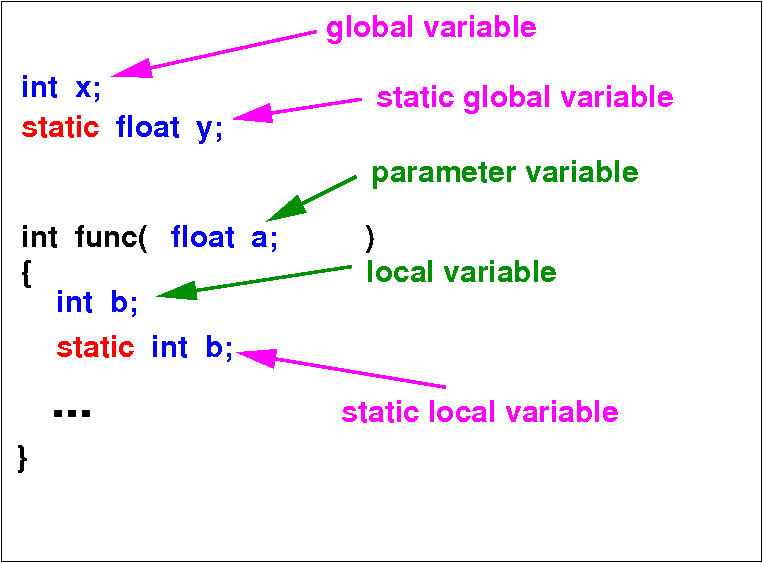 global variable
int x;
static global variable
static float y;
parameter variable
int func( float a; )
{
local variable
int b;
static int b;
...
static local variable
}